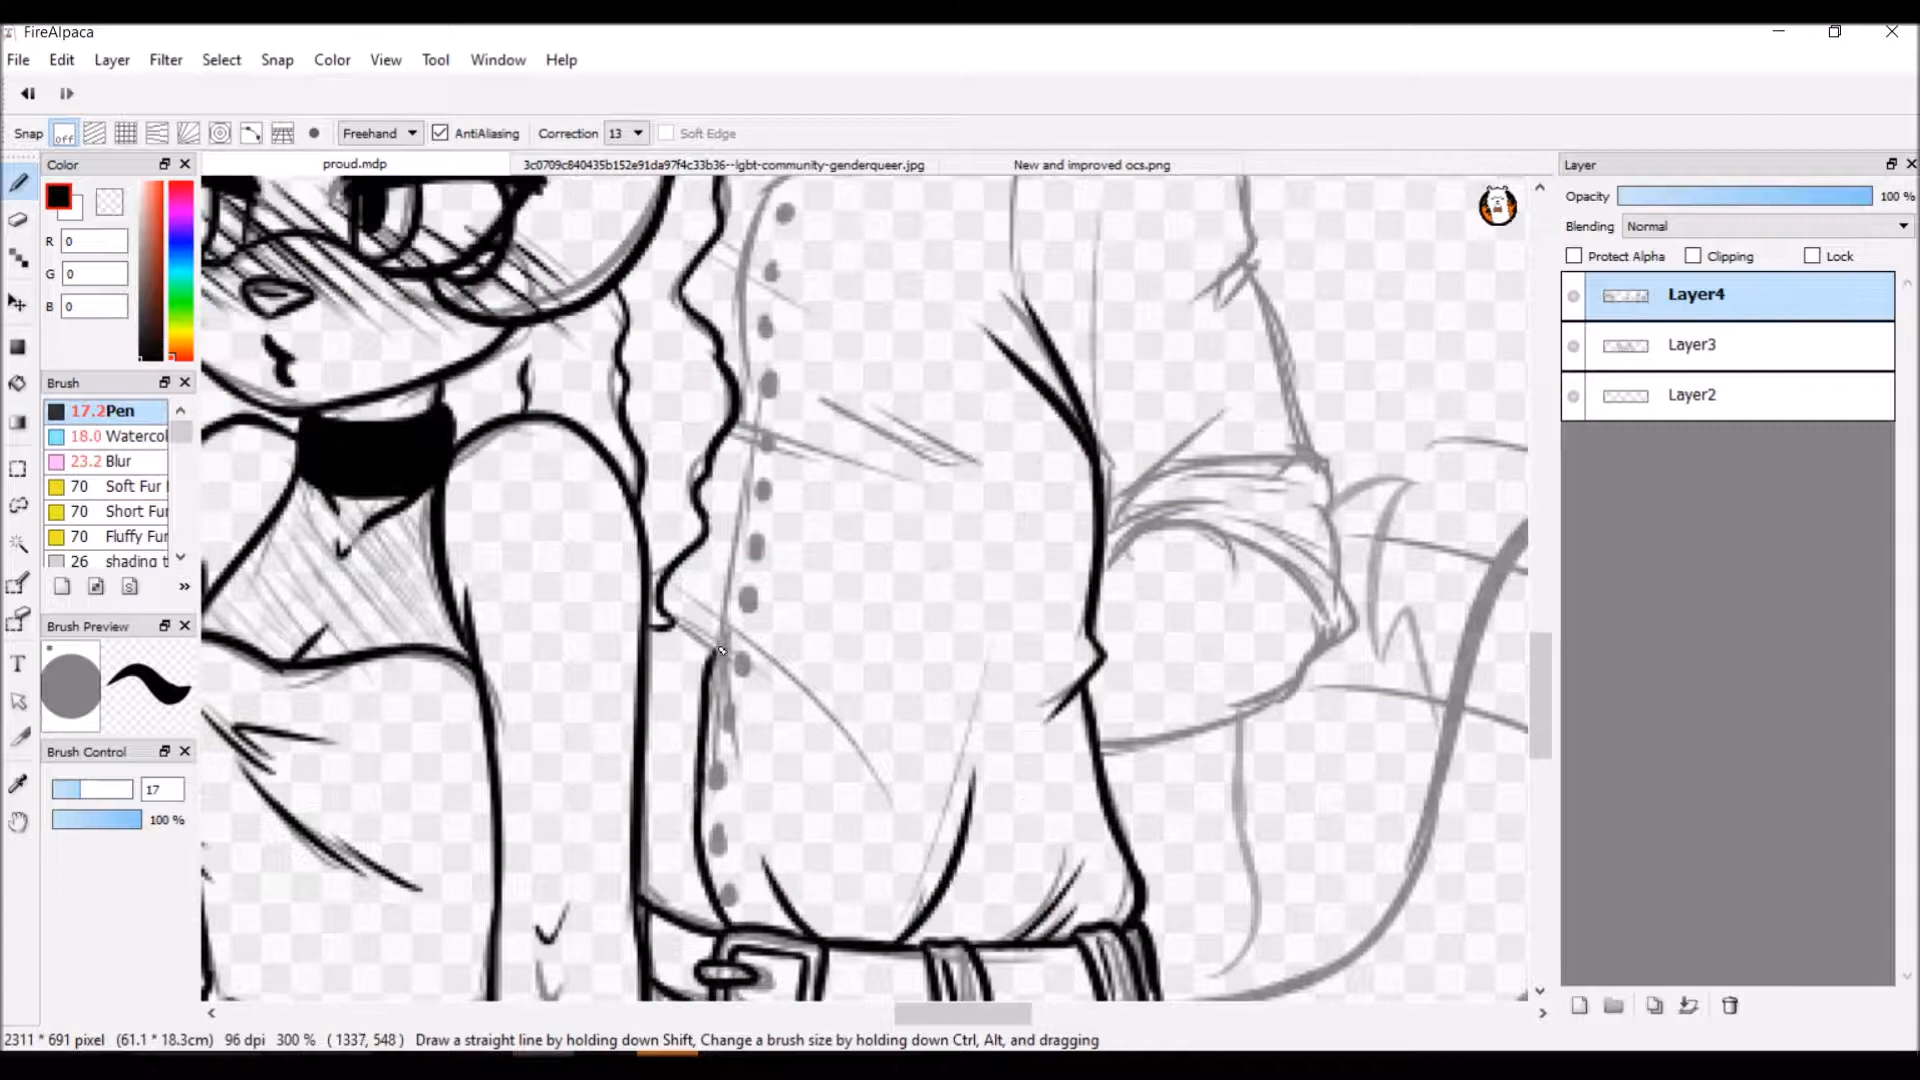 FireAlpaca
File Edit Layer Filter Select Snap Color View Tool Window Help
Snap off Freehand AntiAliasing Correction 13 Soft Edge
Color
proud.mdp
3c0709c840435b152e91da97f4c33b36--lgbt-community-genderqueer.jpg
New and improved ocs.png
Layer
Opacity 100 %
Blending Normal
Protect Alpha Clipping Lock
Layer4
Layer3
Layer2
R 0
G 0
B 0
Brush
17.2 Pen
18.0 Watercol
23.2 Blur
70 Soft Fur
70 Short Fur
70 Fluffy Fur
26 shading t
Brush Preview
Brush Control
17
100 %
2311 * 691 pixel (61.1 * 18.3cm) 96 dpi 300 % ( 1337, 548 ) Draw a straight line by holding down Shift, Change a brush size by holding down Ctrl, Alt, and dragging